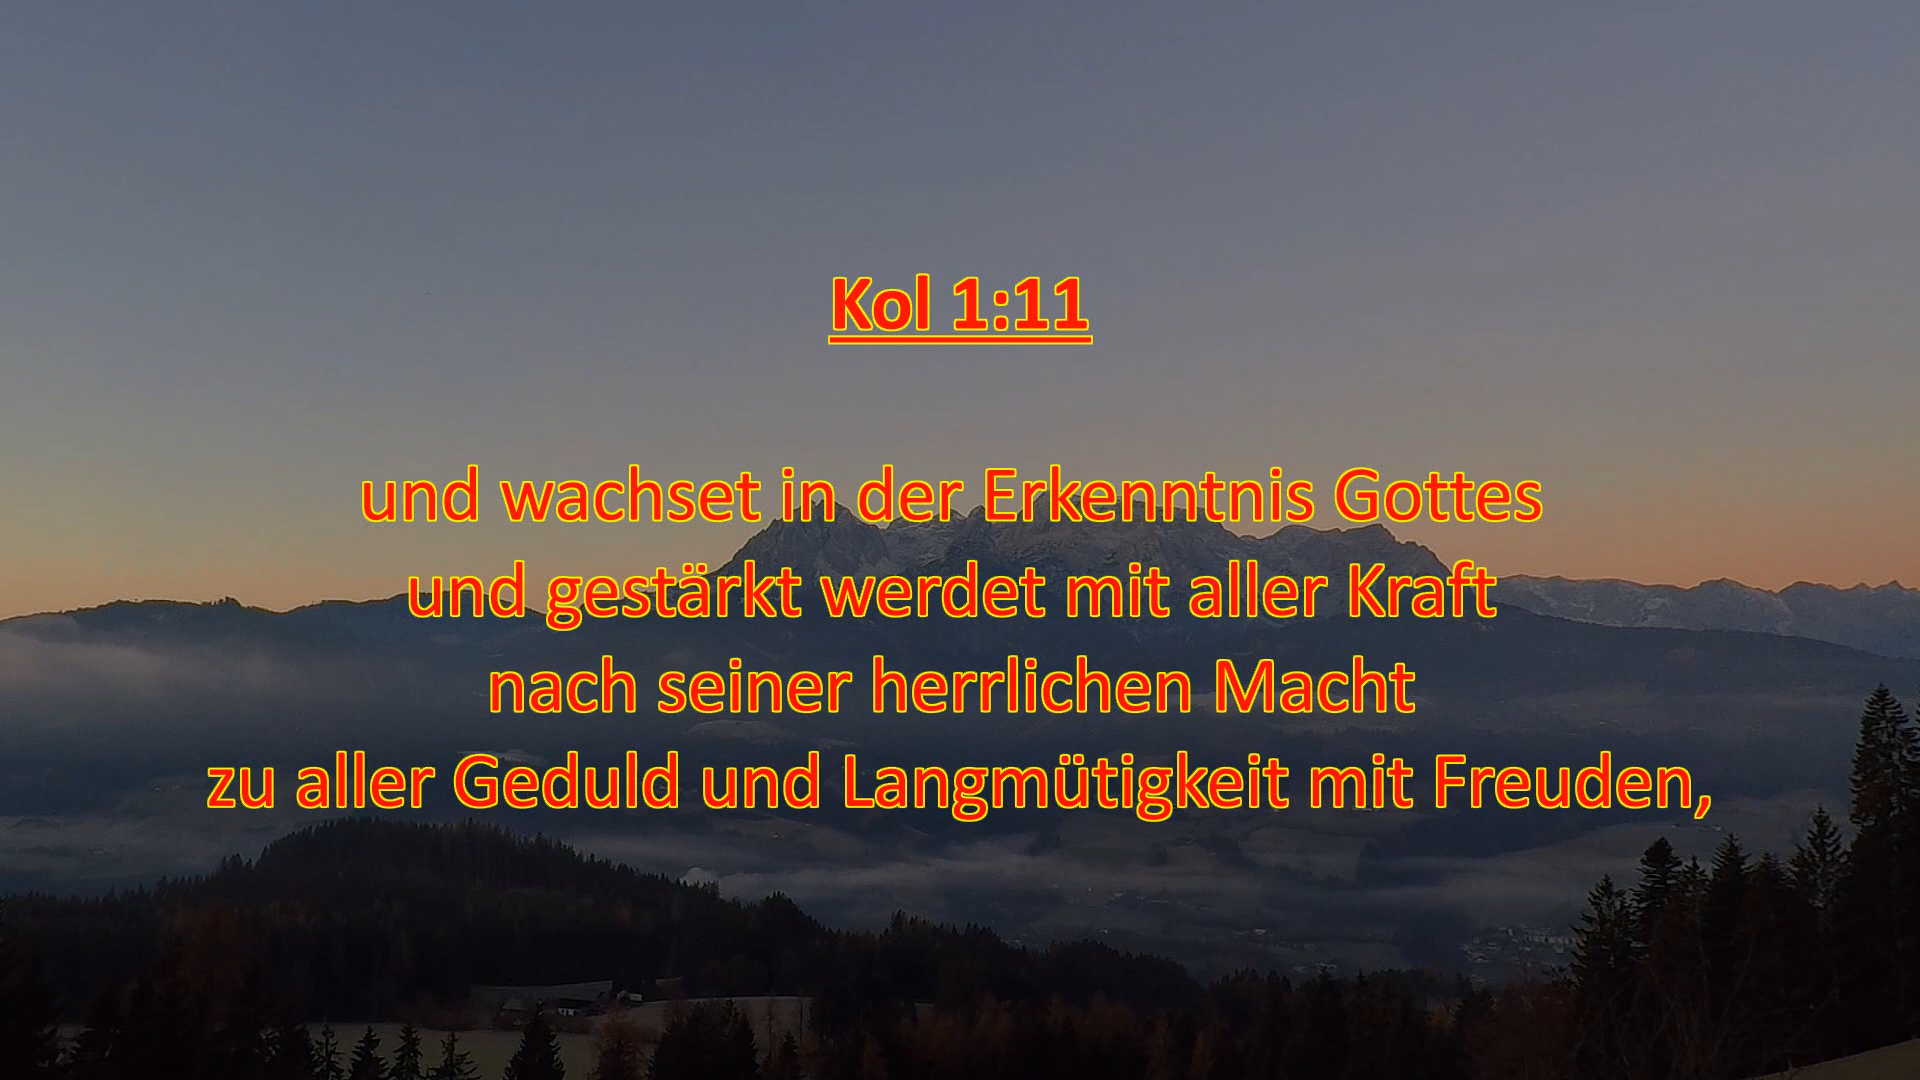 Kol 1:11
und wachset in der Erkenntnis Gottes
und gestärkt werdet mit aller Kraft
nach seiner herrlichen Macht
zu aller Geduld und Langmütigkeit mit Freuden,